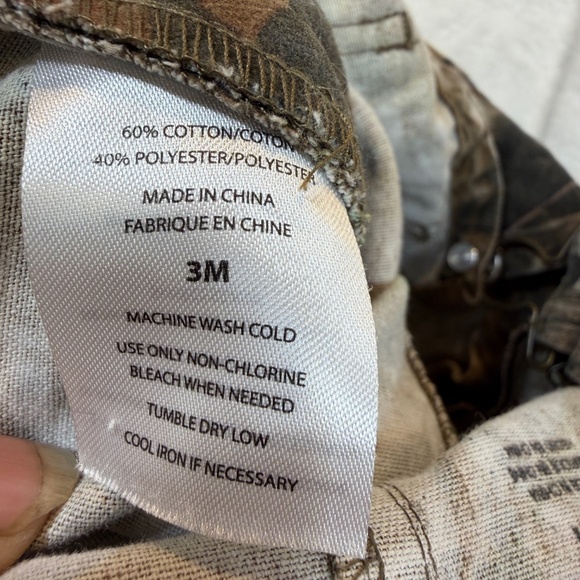 60% COTTON/COTON
40% POLYESTER/POLYESTER
MADE IN CHINA
FABRIQUE EN CHINE
3M
MACHINE WASH COLD
USE ONLY NON-CHLORINE
BLEACH WHEN NEEDED
TUMBLE DRY LOW
COOL IRON IF NECESSARY